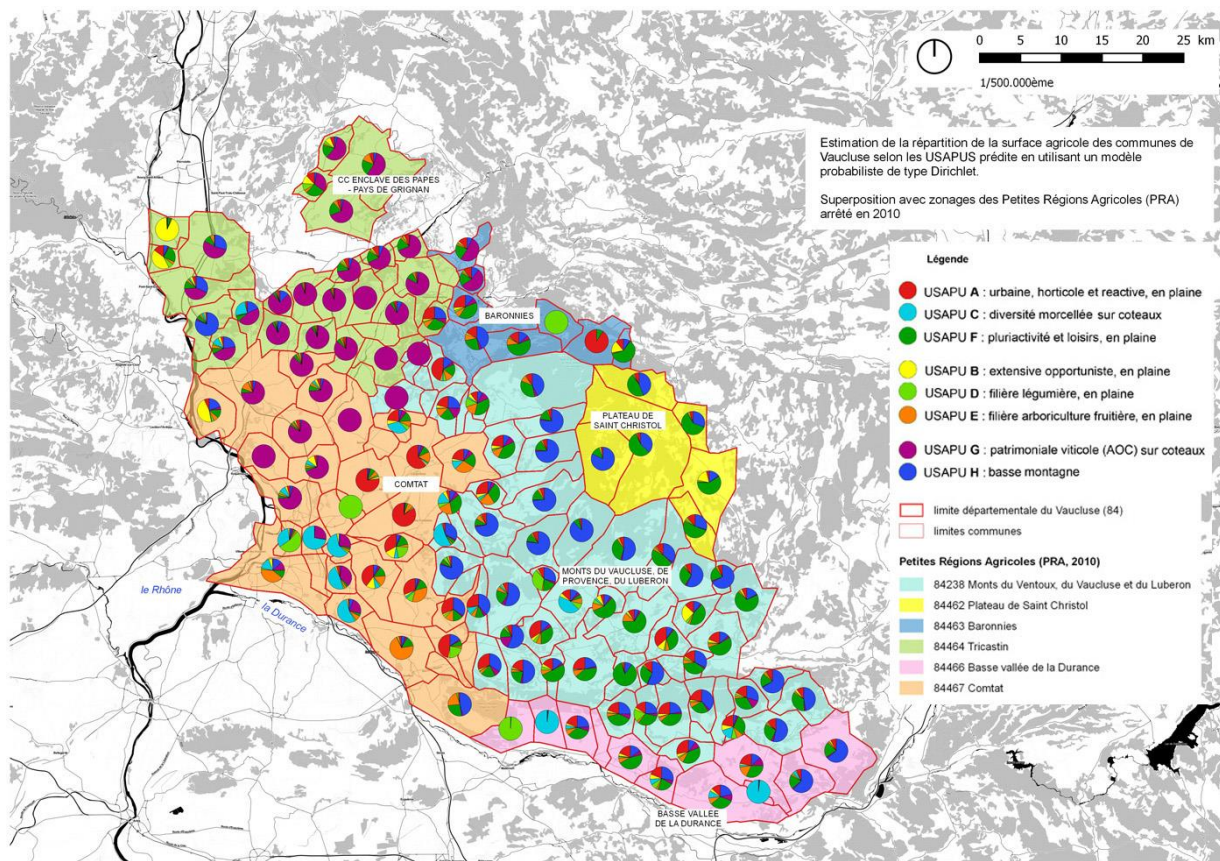 0 5 10 15 20 25 km
1/500.000ème
Estimation de la répartition de la surface agricole des communes de
Vaucluse selon les USAPUS prédite en utilisant un modèle
probabiliste de type Dirichlet.
Superposition avec zonages des Petites Régions Agricoles (PRA)
arrêté en 2010
Légende
USAPU A : urbaine, horticole et reactive, en plaine
USAPU C : diversité morcellée sur coteaux
USAPU F : pluriactivité et loisirs, en plaine
USAPU B : extensive opportuniste, en plaine
USAPU D : filière légumière, en plaine
USAPU E : filière arboriculture fruitière, en plaine
USAPU G : patrimoniale viticole (AOC) sur coteaux
USAPU H : basse montagne
limite départementale du Vaucluse (84)
limites communes
Petites Régions Agricoles (PRA, 2010)
84238 Monts du Ventoux, du Vaucluse et du Luberon
84462 Plateau de Saint Christol
84463 Baronnies
84464 Tricastin
84466 Basse vallée de la Durance
84467 Comtat
CC ENCLAVE DES PAPES
- PAYS DE GRIGNAN
BARONNIES
PLATEAU DE
SAINT CHRISTOL
COMTAT
MONTS DU VAUCLUSE, DE
PROVENCE, DU LUBERON
le Rhône
la Durance
BASSE VALLEE
DE LA DURANCE